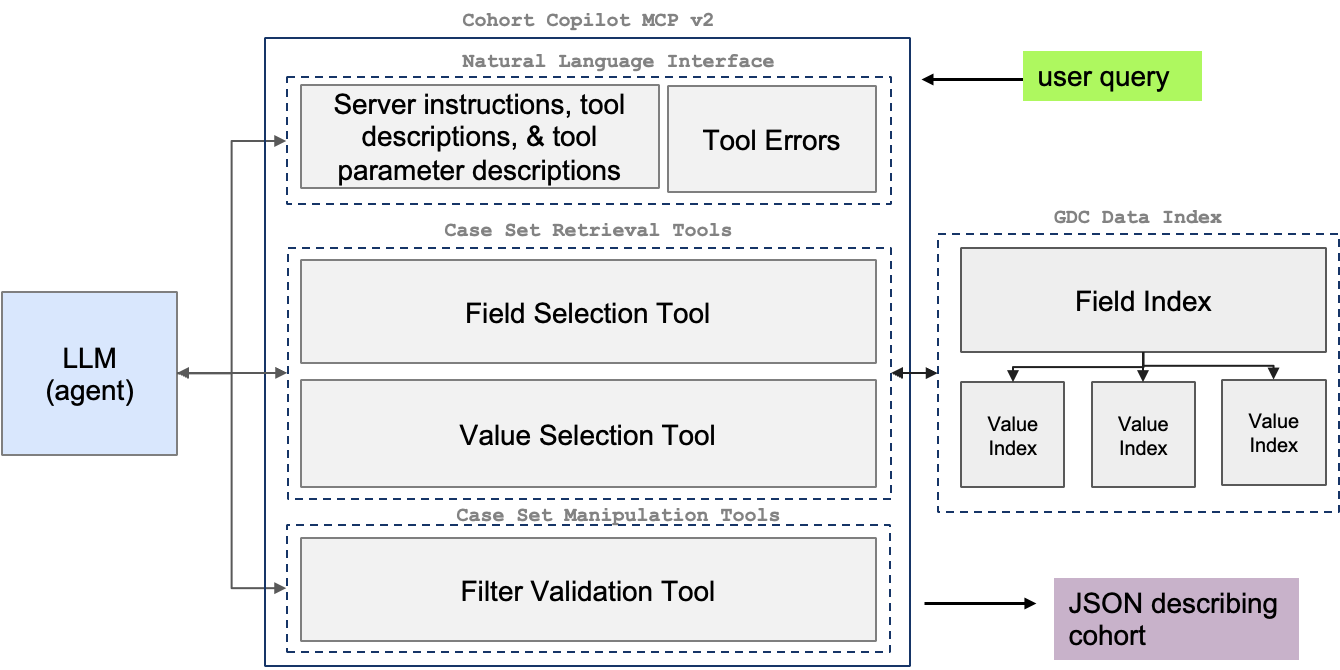 Cohort Copilot MCP v2
Natural Language Interface
user query
Server instructions, tool
descriptions, & tool
parameter descriptions
Tool Errors
Case Set Retrieval Tools
GDC Data Index
Field Selection Tool
Field Index
LLM
(agent)
Value Selection Tool
Value
Index
Value
Index
Value
Index
Case Set Manipulation Tools
Filter Validation Tool
JSON describing
cohort